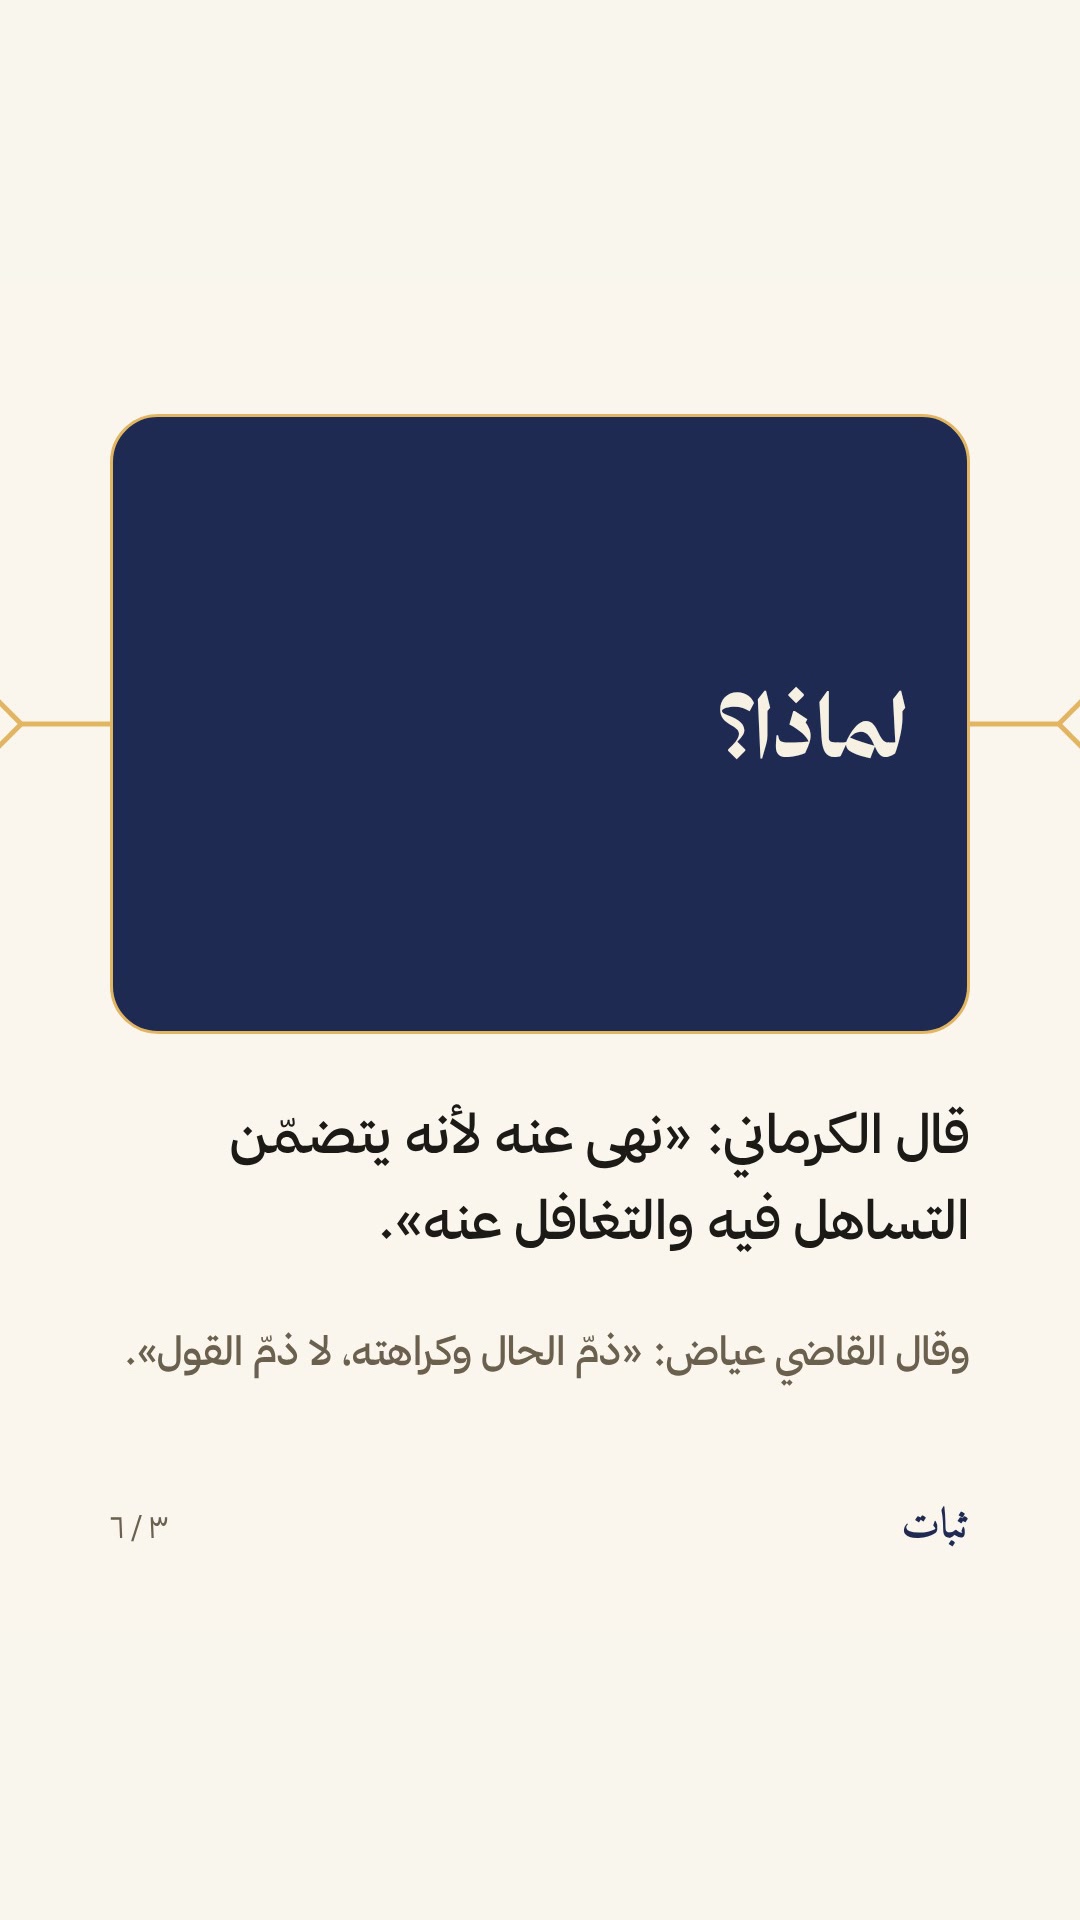 لماذا؟
قال الكرماني: «نهى عنه لأنه يتضمّن
التساهل فيه والتغافل عنه».
وقال القاضي عياض: «ذمّ الحال وكراهته، لا ذمّ القول».
ثبات
٣ / ٦